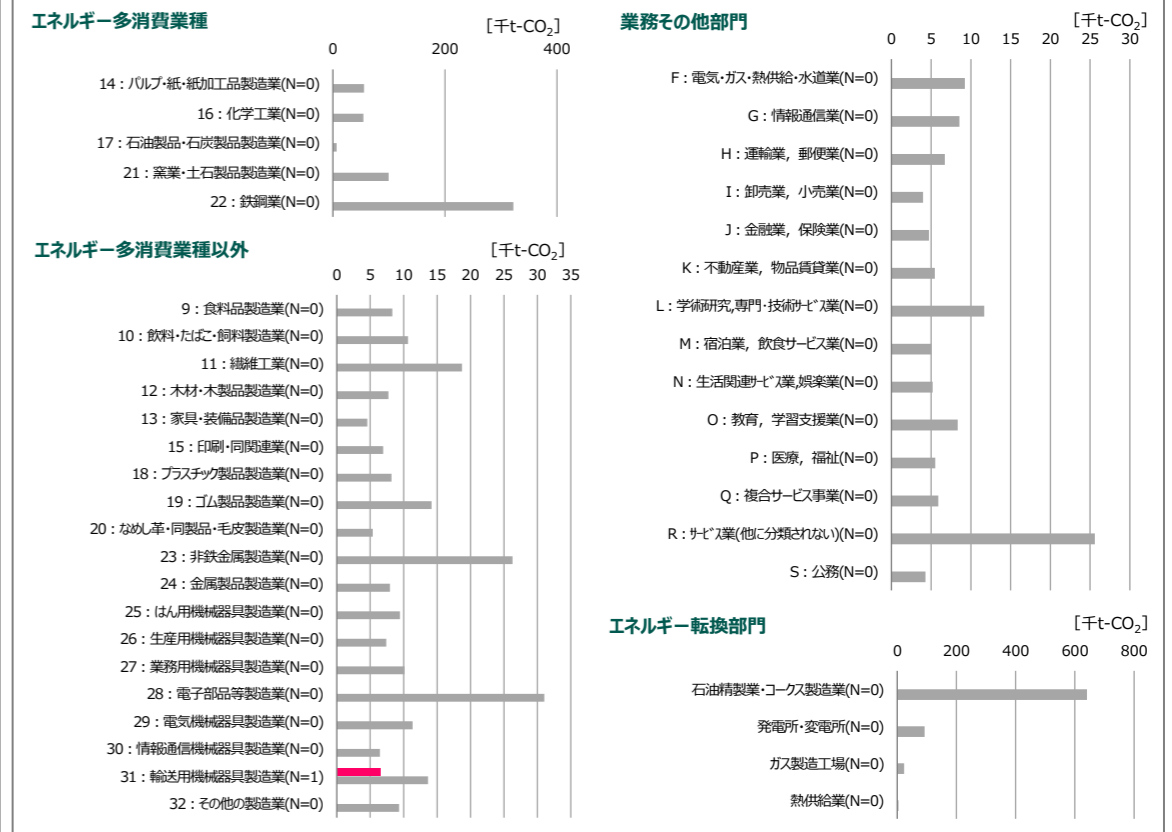 エネルギー多消費業種
[千t-CO₂]
0 200 400
14：パルプ・紙・紙加工品製造業(N=0)
16：化学工業(N=0)
17：石油製品・石炭製品製造業(N=0)
21：窯業・土石製品製造業(N=0)
22：鉄鋼業(N=0)
エネルギー多消費業種以外
[千t-CO₂]
0 5 10 15 20 25 30 35
9：食料品製造業(N=0)
10：飲料・たばこ・飼料製造業(N=0)
11：繊維工業(N=0)
12：木材・木製品製造業(N=0)
13：家具・装備品製造業(N=0)
15：印刷・同関連業(N=0)
18：プラスチック製品製造業(N=0)
19：ゴム製品製造業(N=0)
20：なめし革・同製品・毛皮製造業(N=0)
23：非鉄金属製造業(N=0)
24：金属製品製造業(N=0)
25：はん用機械器具製造業(N=0)
26：生産用機械器具製造業(N=0)
27：業務用機械器具製造業(N=0)
28：電子部品等製造業(N=0)
29：電気機械器具製造業(N=0)
30：情報通信機械器具製造業(N=0)
31：輸送用機械器具製造業(N=1)
32：その他の製造業(N=0)
業務その他部門
[千t-CO₂]
0 5 10 15 20 25 30
F：電気・ガス・熱供給・水道業(N=0)
G：情報通信業(N=0)
H：運輸業，郵便業(N=0)
I：卸売業，小売業(N=0)
J：金融業，保険業(N=0)
K：不動産業，物品賃貸業(N=0)
L：学術研究,専門・技術ｻｰﾋﾞｽ業(N=0)
M：宿泊業，飲食サービス業(N=0)
N：生活関連ｻｰﾋﾞｽ業,娯楽業(N=0)
O：教育，学習支援業(N=0)
P：医療，福祉(N=0)
Q：複合サービス事業(N=0)
R：ｻｰﾋﾞｽ業(他に分類されない)(N=0)
S：公務(N=0)
エネルギー転換部門
[千t-CO₂]
0 200 400 600 800
石油精製業・コークス製造業(N=0)
発電所・変電所(N=0)
ガス製造工場(N=0)
熱供給業(N=0)